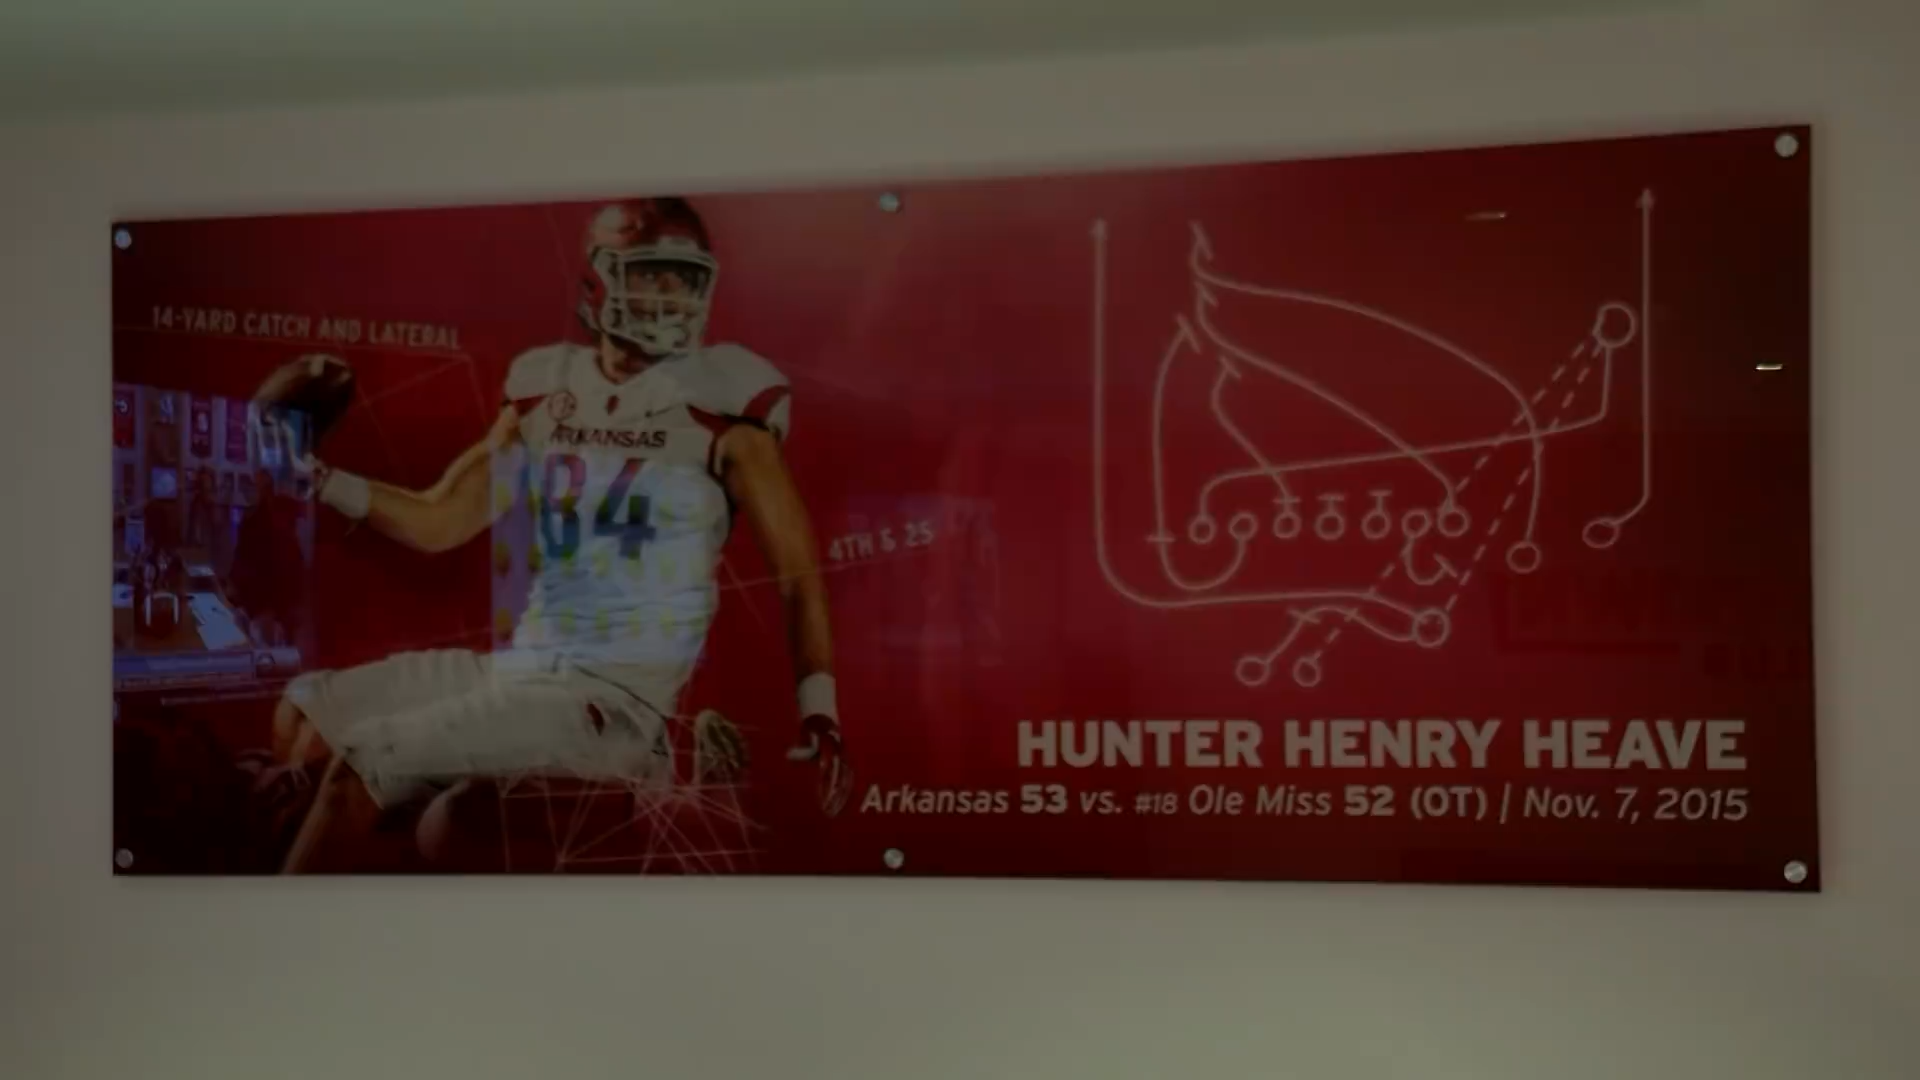 14-YARD CATCH AND LATERAL
ARKANSAS
84
4TH & 25
HUNTER HENRY HEAVE
Arkansas 53 vs. #18 Ole Miss 52 (OT) | Nov. 7, 2015